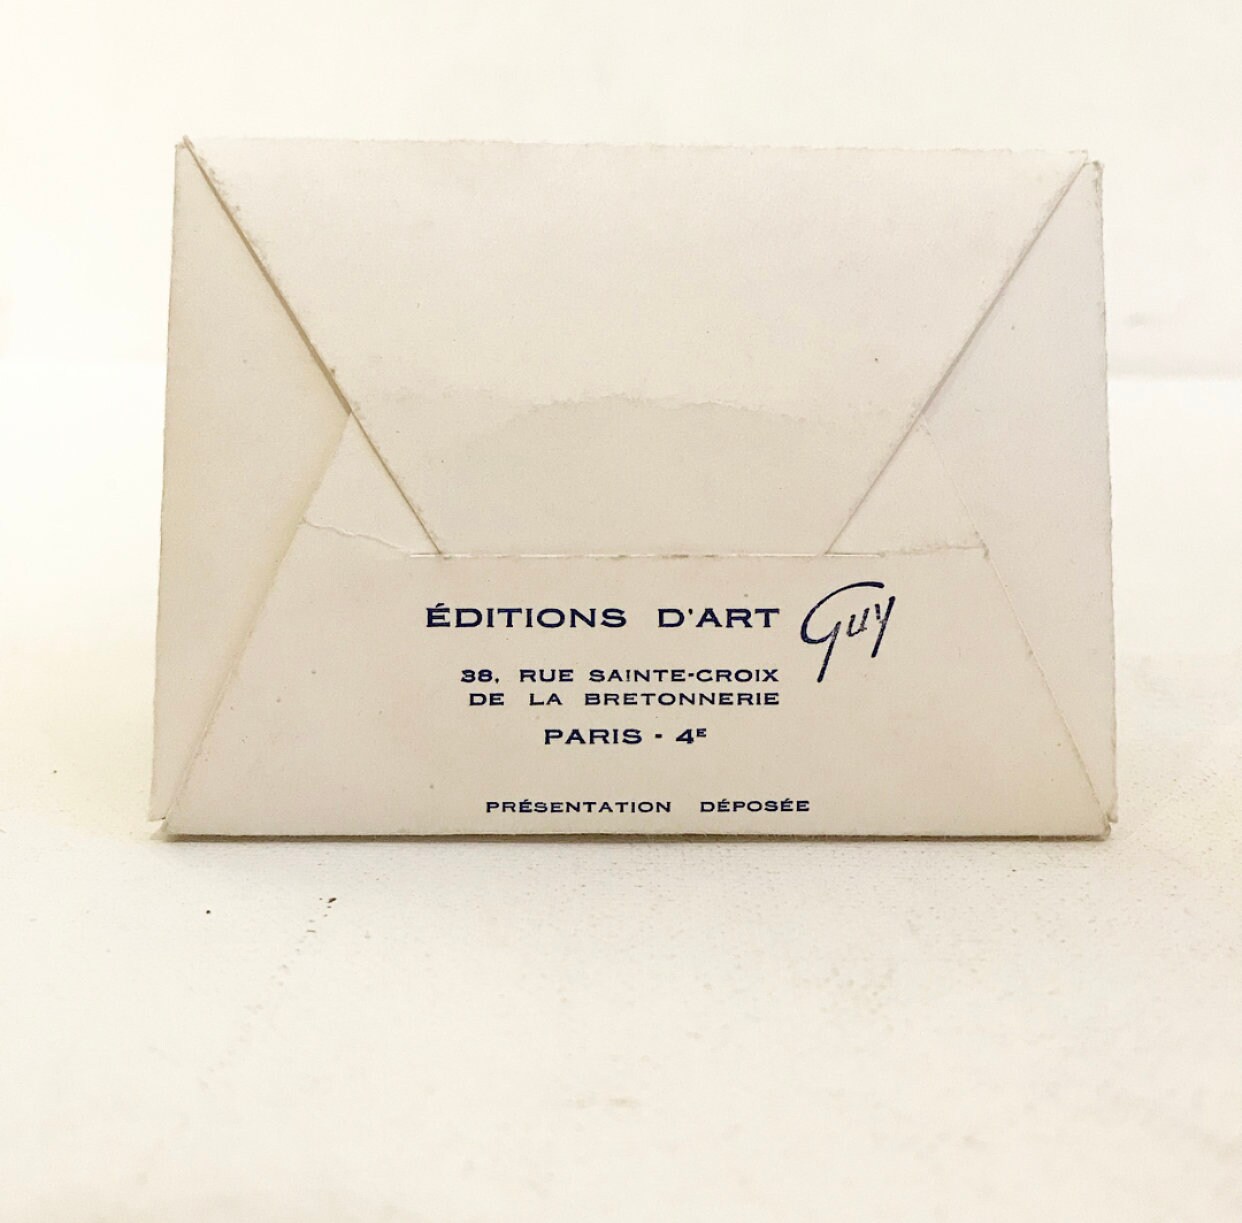 ÉDITIONS D'ART Guy
38, RUE SAINTE-CROIX
DE LA BRETONNERIE
PARIS - 4E
PRÉSENTATION DÉPOSÉE